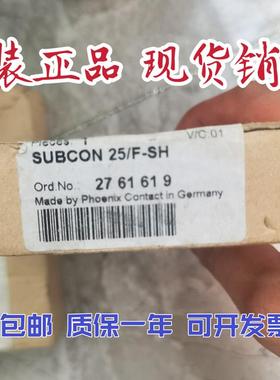 装正品 现货销
Pieces: 1
V/C 01
SUBCON 25/F-SH
Ord.No.: 27 61 61 9
Made by Phoenix Contact in Germany
包邮 质保一年 可开发票